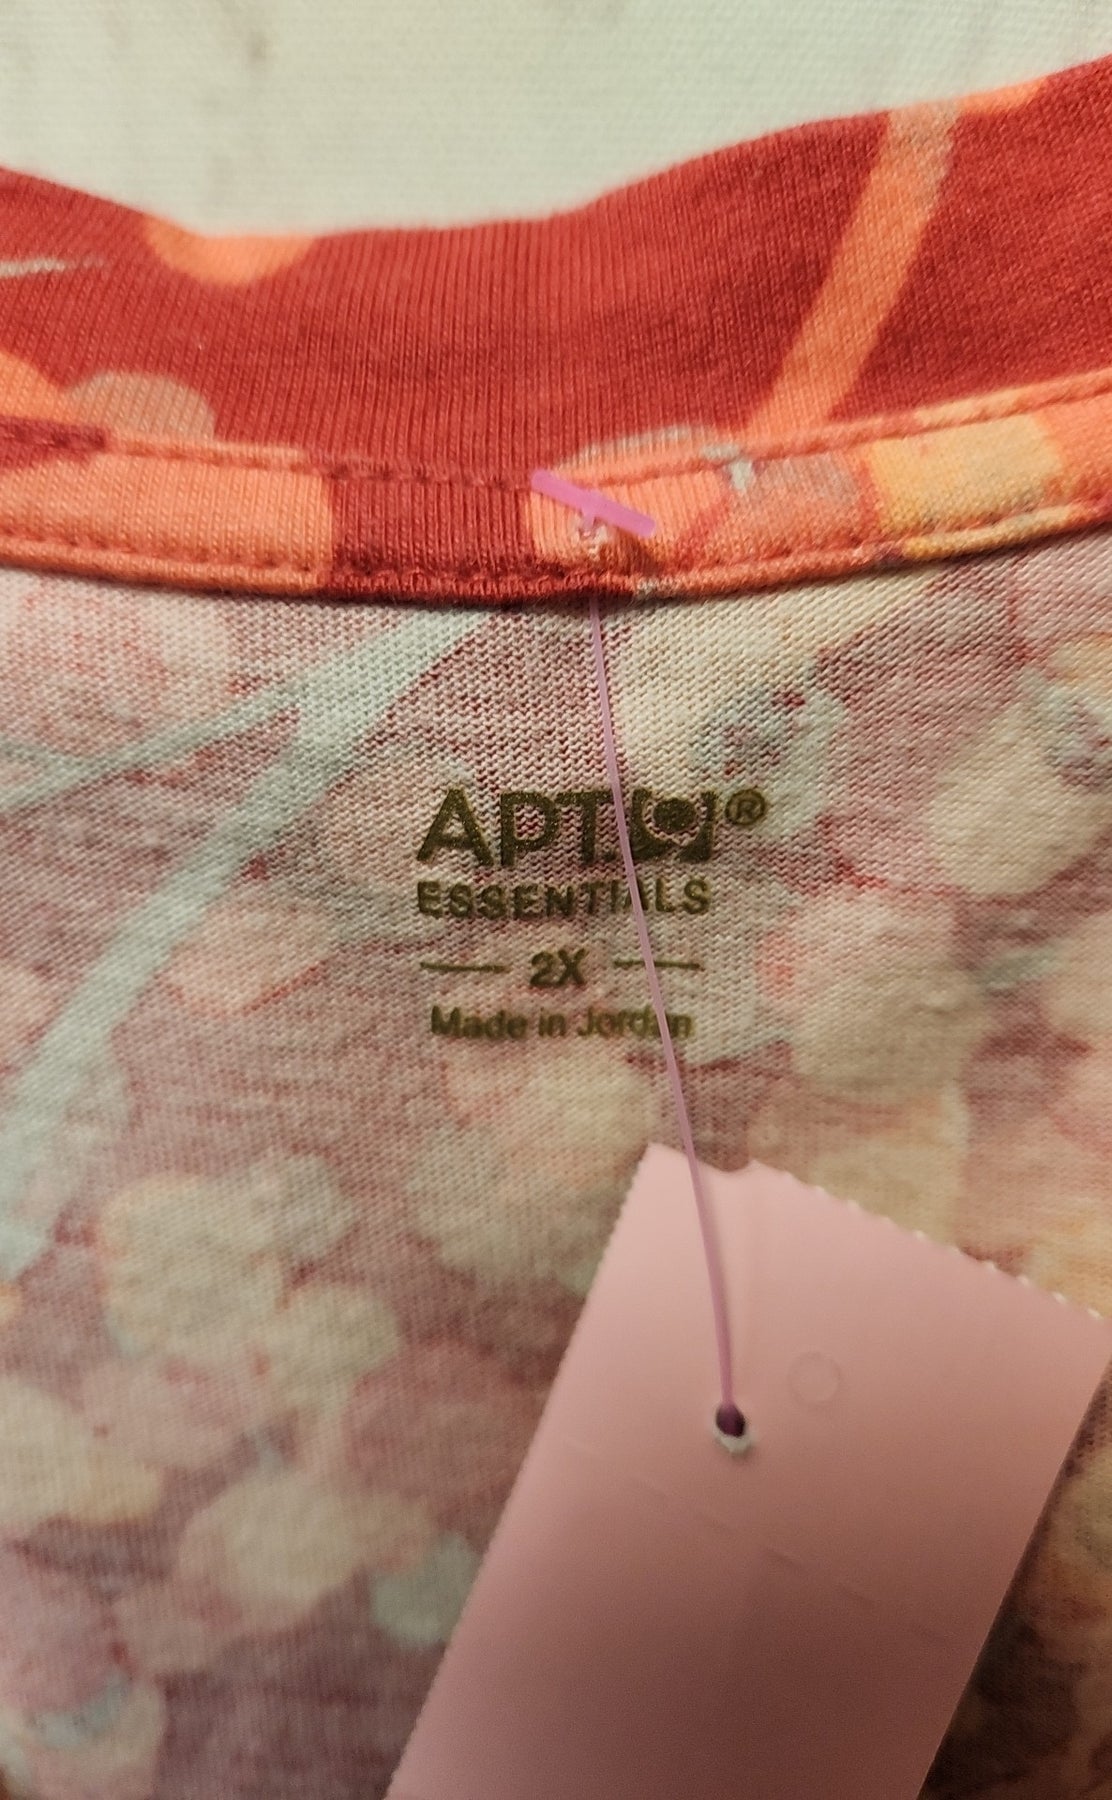 APT. [9]®
ESSENTIALS
2X
Made in Jordan